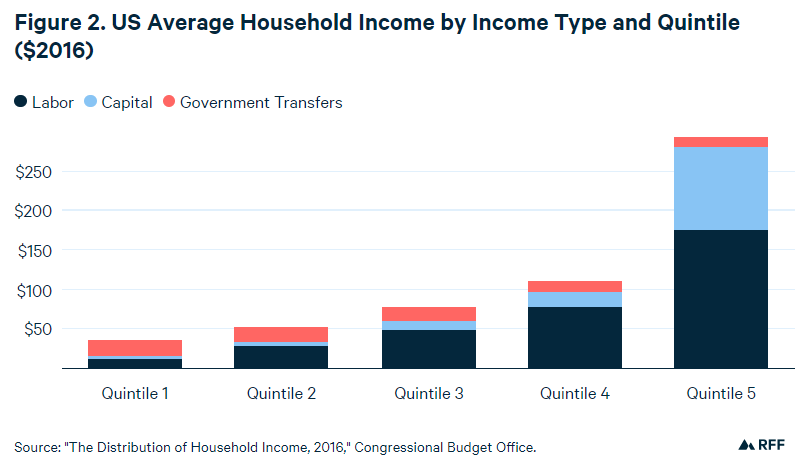 Figure 2. US Average Household Income by Income Type and Quintile
($2016)
Labor Capital Government Transfers
$250
$200
$150
$100
$50
Quintile 1 Quintile 2 Quintile 3 Quintile 4 Quintile 5
Source: "The Distribution of Household Income, 2016," Congressional Budget Office.
RFF